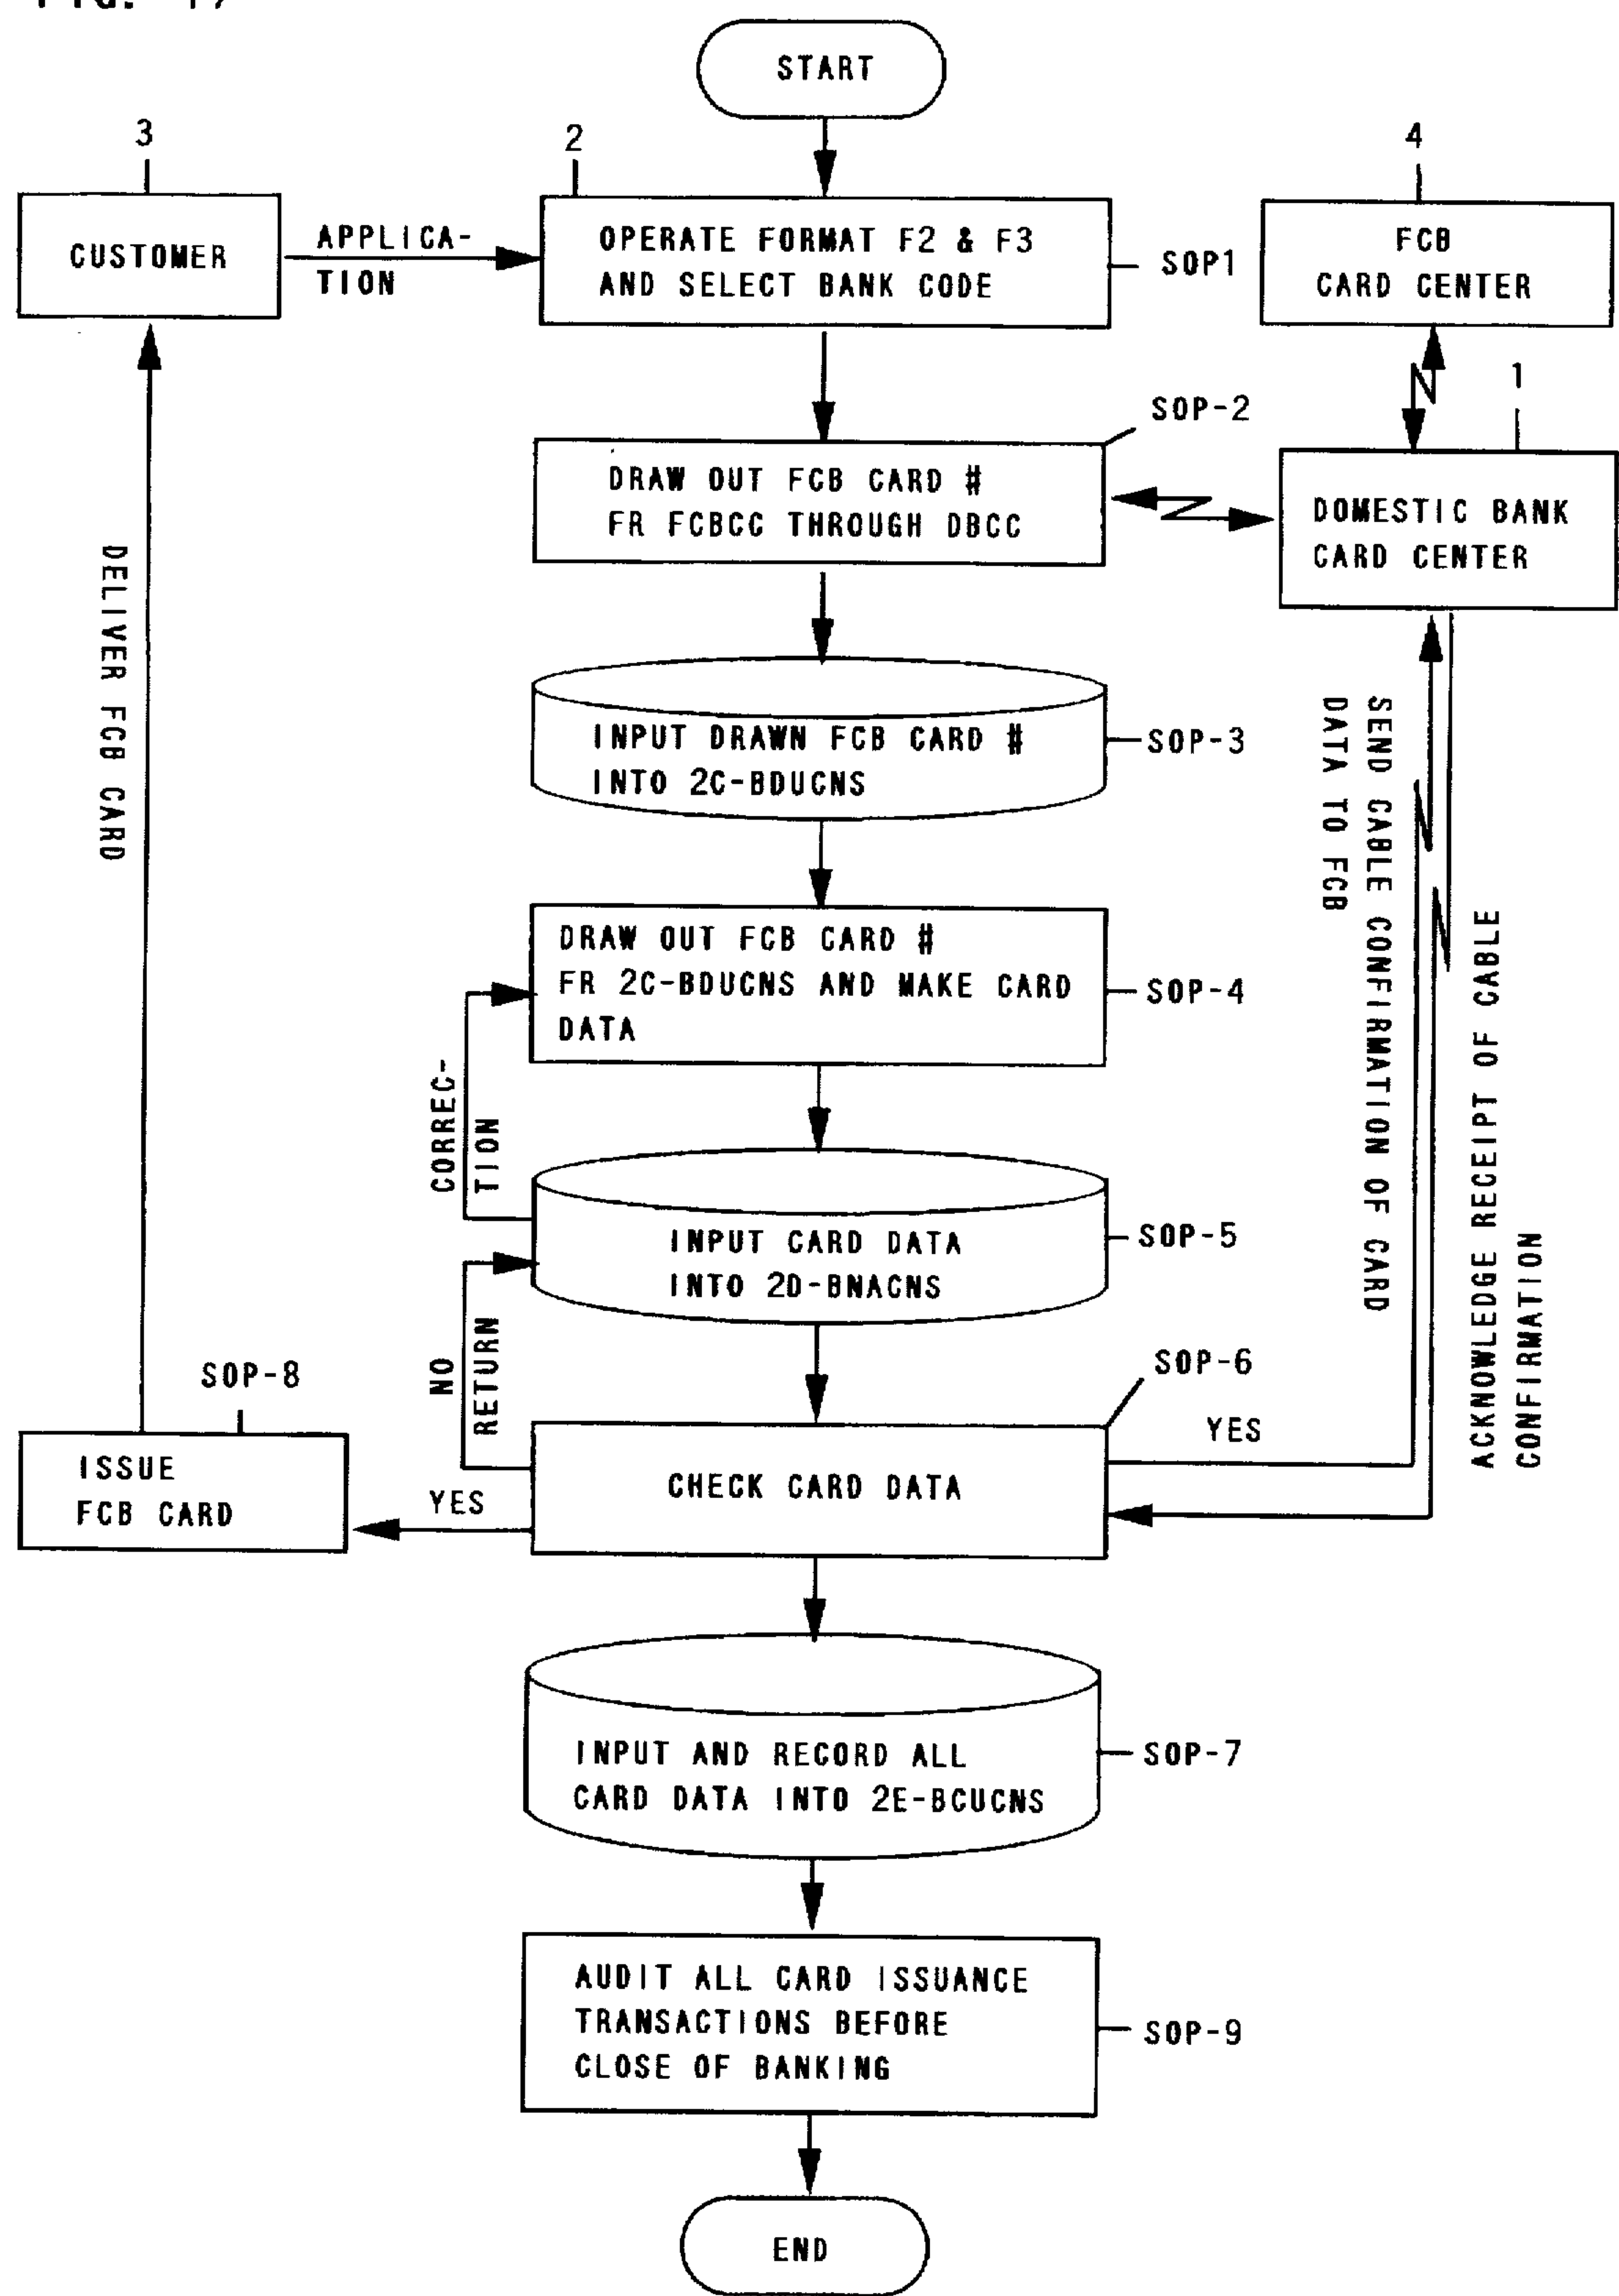 START
3
2
4
CUSTOMER
APPLICA-
TION
OPERATE FORMAT F2 & F3
AND SELECT BANK CODE
SOP1
FCB
CARD CENTER
1
SOP-2
DRAW OUT FCB CARD #
FR FCBCC THROUGH DBCC
DOMESTIC BANK
CARD CENTER
DELIVER FCB CARD
INPUT DRAWN FCB CARD #
INTO 2C-BDUCNS
SOP-3
SEND CABLE CONFIRMATION OF CARD
DATA TO FCB
ACKNOWLEDGE RECEIPT OF CABLE
CONFIRMATION
DRAW OUT FCB CARD #
FR 2C-BDUCNS AND MAKE CARD
DATA
SOP-4
CORREC-
TION
INPUT CARD DATA
INTO 2D-BNACNS
SOP-5
NO
RETURN
SOP-8
SOP-6
ISSUE
FCB CARD
YES
CHECK CARD DATA
YES
INPUT AND RECORD ALL
CARD DATA INTO 2E-BCUCNS
SOP-7
AUDIT ALL CARD ISSUANCE
TRANSACTIONS BEFORE
CLOSE OF BANKING
SOP-9
END